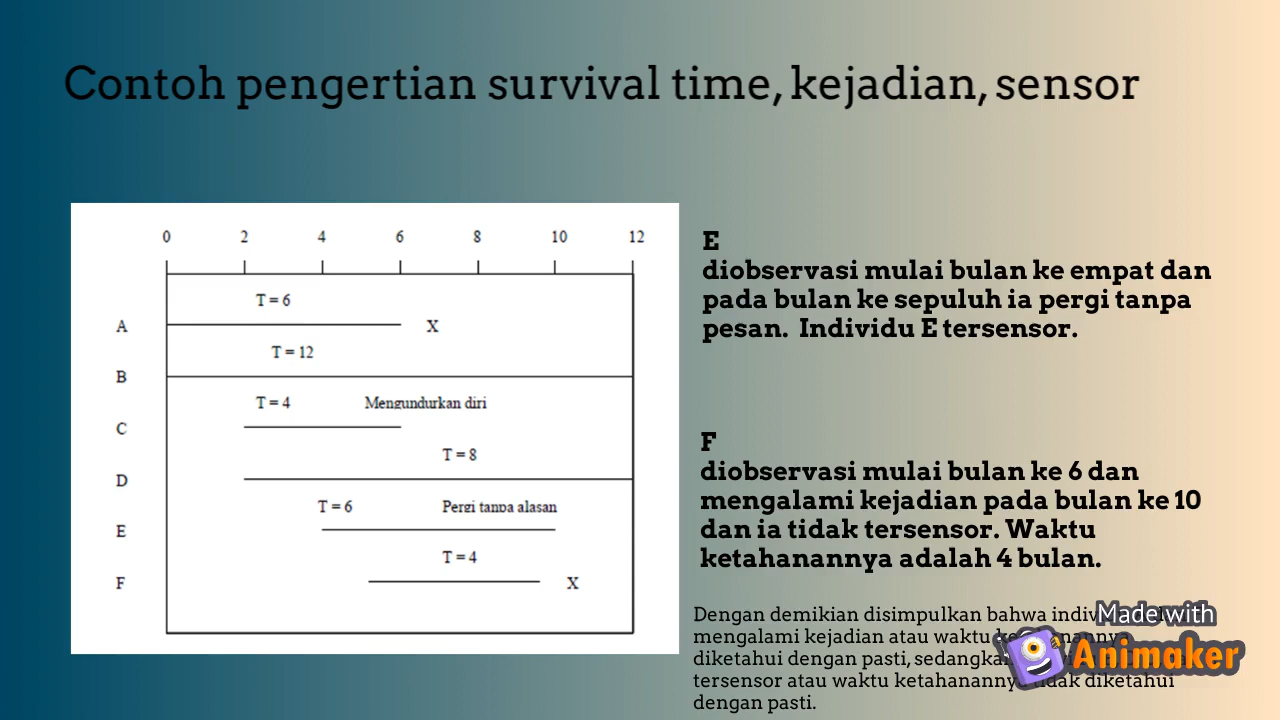 Contoh pengertian survival time, kejadian, sensor
0 2 4 6 8 10 12
T = 6
A X
T = 12
B
T = 4 Mengundurkan diri
C
T = 8
D
T = 6 Pergi tanpa alasan
E
T = 4
F X
E
diobservasi mulai bulan ke empat dan
pada bulan ke sepuluh ia pergi tanpa
pesan. Individu E tersensor.
F
diobservasi mulai bulan ke 6 dan
mengalami kejadian pada bulan ke 10
dan ia tidak tersensor. Waktu
ketahanannya adalah 4 bulan.
Dengan demikian disimpulkan bahwa
mengalami kejadian atau waktu
diketahui dengan pasti, sedangkan
tersensor atau waktu ketahanannya tidak diketahui
dengan pasti.
Made with
Animaker